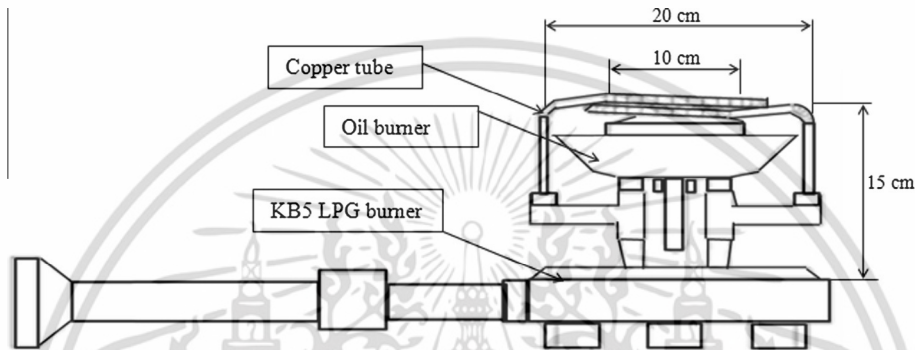 20 cm
10 cm
Copper tube
Oil burner
15 cm
KB5 LPG burner